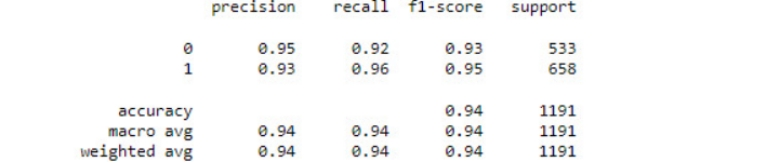 precision recall f1-score support
0 0.95 0.92 0.93 533
1 0.93 0.96 0.95 658
accuracy 0.94 1191
macro avg 0.94 0.94 0.94 1191
weighted avg 0.94 0.94 0.94 1191